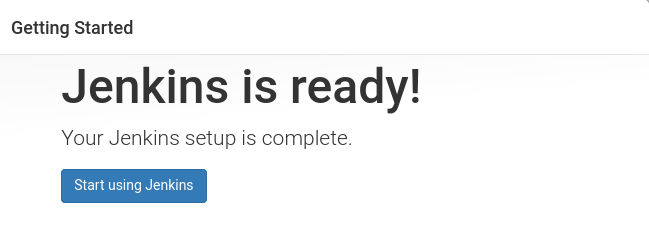 Getting Started
Jenkins is ready!
Your Jenkins setup is complete.
Start using Jenkins